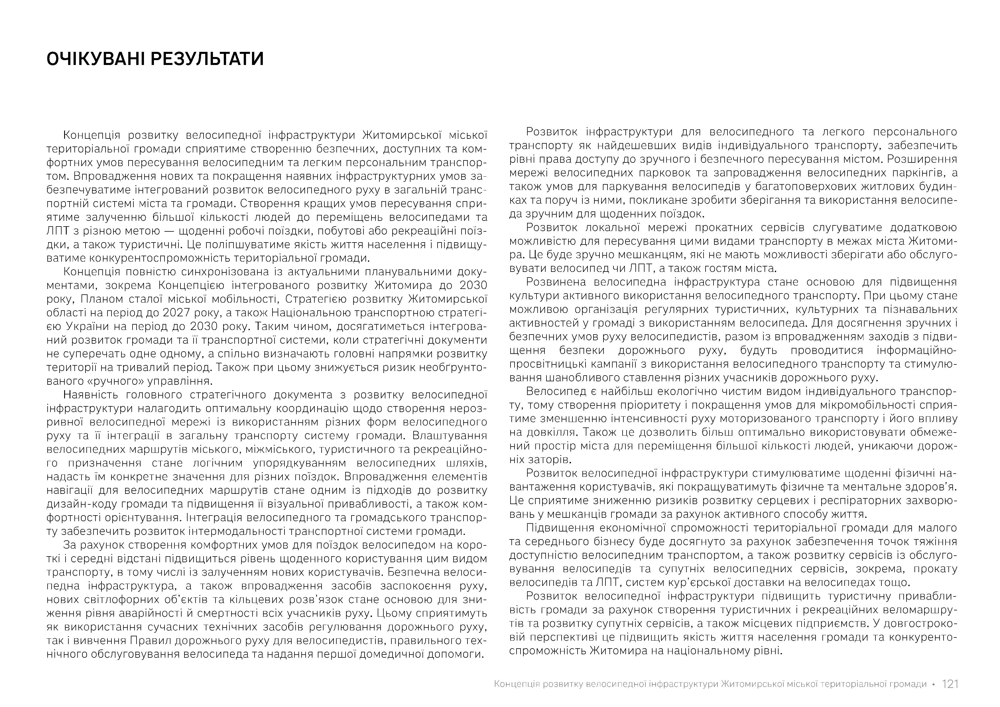 ОЧІКУВАНІ РЕЗУЛЬТАТИ
Концепція розвитку велосипедної інфраструктури Житомирської міської
територіальної громади сприятиме створенню безпечних, доступних та ком-
фортних умов пересування велосипедним та легким персональним транспор-
том. Впровадження нових та покращення наявних інфраструктурних умов за-
безпечуватиме інтегрований розвиток велосипедного руху в загальній транс-
портній системі міста та громади. Створення кращих умов пересування спри-
ятиме залученню більшої кількості людей до переміщень велосипедами та
ЛПТ з різною метою — щоденні робочі поїздки, побутові або рекреаційні поїз-
дки, а також туристичні. Це поліпшуватиме якість життя населення і підвищу-
ватиме конкурентоспроможність територіальної громади.
Концепція повністю синхронізована із актуальними планувальними доку-
ментами, зокрема Концепцією інтегрованого розвитку Житомира до 2030
року, Планом сталої міської мобільності, Стратегією розвитку Житомирської
області на період до 2027 року, а також Національною транспортною стратегі-
єю України на період до 2030 року. Таким чином, досягатиметься інтегрова-
ний розвиток громади та її транспортної системи, коли стратегічні документи
не суперечать одне одному, а спільно визначають головні напрямки розвитку
території на тривалий період. Також при цьому знижується ризик необґрунто-
ваного «ручного» управління.
Наявність головного стратегічного документа з розвитку велосипедної
інфраструктури налагодить оптимальну координацію щодо створення нероз-
ривної велосипедної мережі із використанням різних форм велосипедного
руху та її інтеграції в загальну транспорту систему громади. Влаштування
велосипедних маршрутів міського, міжміського, туристичного та рекреаційно-
го призначення стане логічним упорядкуванням велосипедних шляхів,
надасть їм конкретне значення для різних поїздок. Впровадження елементів
навігації для велосипедних маршрутів стане одним із підходів до розвитку
дизайн-коду громади та підвищення її візуальної привабливості, а також ком-
фортності орієнтування. Інтеграція велосипедного та громадського транспор-
ту забезпечить розвиток інтермодальності транспортної системи громади.
За рахунок створення комфортних умов для поїздок велосипедом на коро-
ткі і середні відстані підвищиться рівень щоденного користування цим видом
транспорту, в тому числі із залученням нових користувачів. Безпечна велоси-
педна інфраструктура, а також впровадження засобів заспокоєння руху,
нових світлофорних об’єктів та кільцевих розв’язок стане основою для зни-
ження рівня аварійності й смертності всіх учасників руху. Цьому сприятимуть
як використання сучасних технічних засобів регулювання дорожнього руху,
так і вивчення Правил дорожнього руху для велосипедистів, правильного тех-
нічного обслуговування велосипеда та надання першої домедичної допомоги.
Розвиток інфраструктури для велосипедного та легкого персонального
транспорту як найдешевших видів індивідуального транспорту, забезпечить
рівні права доступу до зручного і безпечного пересування містом. Розширення
мережі велосипедних парковок та запровадження велосипедних паркінгів, а
також умов для паркування велосипедів у багатоповерхових житлових будин-
ках та поруч із ними, покликане зробити зберігання та використання велосипе-
да зручним для щоденних поїздок.
Розвиток локальної мережі прокатних сервісів слугуватиме додатковою
можливістю для пересування цими видами транспорту в межах міста Житоми-
ра. Це буде зручно мешканцям, які не мають можливості зберігати або обслуго-
вувати велосипед чи ЛПТ, а також гостям міста.
Розвинена велосипедна інфраструктура стане основою для підвищення
культури активного використання велосипедного транспорту. При цьому стане
можливою організація регулярних туристичних, культурних та пізнавальних
активностей у громаді з використанням велосипеда. Для досягнення зручних і
безпечних умов руху велосипедистів, разом із впровадженням заходів з підви-
щення безпеки дорожнього руху, будуть проводитися інформаційно-
просвітницькі кампанії з використання велосипедного транспорту та стимулю-
вання шанобливого ставлення різних учасників дорожнього руху.
Велосипед є найбільш екологічно чистим видом індивідуального транспор-
ту, тому створення пріоритету і покращення умов для мікромобільності сприя-
тиме зменшенню інтенсивності руху моторизованого транспорту і його впливу
на довкілля. Також це дозволить більш оптимально використовувати обмеже-
ний простір міста для переміщення більшої кількості людей, уникаючи дорож-
ніх заторів.
Розвиток велосипедної інфраструктури стимулюватиме щоденні фізичні на-
вантаження користувачів, які покращуватимуть фізичне та ментальне здоров’я.
Це сприятиме зниженню ризиків розвитку серцевих і респіраторних захворю-
вань у мешканців громади за рахунок активного способу життя.
Підвищення економічної спроможності територіальної громади для малого
та середнього бізнесу буде досягнуто за рахунок забезпечення точок тяжіння
доступністю велосипедним транспортом, а також розвитку сервісів із обслуго-
вування велосипедів та супутніх велосипедних сервісів, зокрема, прокату
велосипедів та ЛПТ, систем кур’єрської доставки на велосипедах тощо.
Розвиток велосипедної інфраструктури підвищить туристичну привабли-
вість громади за рахунок створення туристичних і рекреаційних веломаршру-
тів та розвитку супутніх сервісів, а також місцевих підприємств. У довгостроко-
вій перспективі це підвищить якість життя населення громади та конкуренто-
спроможність Житомира на національному рівні.
Концепція розвитку велосипедної інфраструктури Житомирської міської територіальної громади • 121